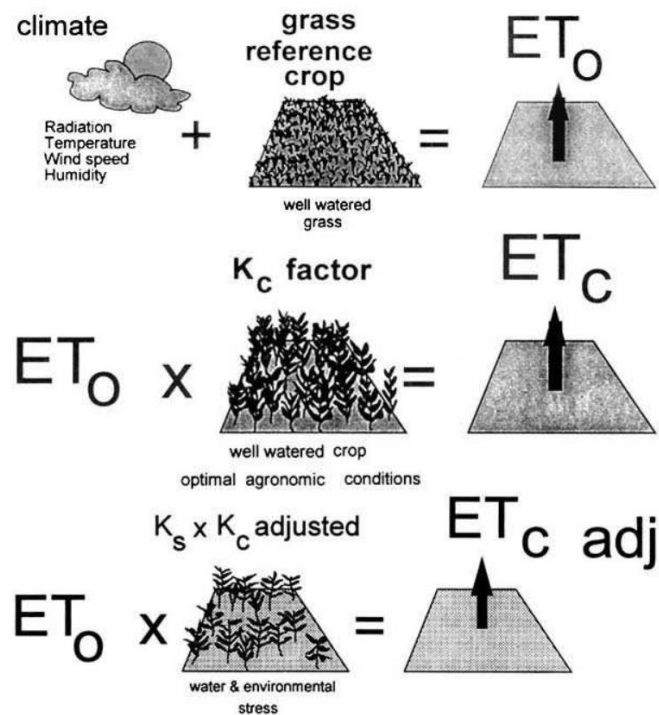 climate
Radiation
Temperature
Wind speed
Humidity
+
grass
reference
crop
well watered
grass
=
ETO
Kc factor
ETO x
=
ETC
well watered crop
optimal agronomic conditions
Ks x Kc adjusted
ETO x
=
ETC adj
water & environmental
stress